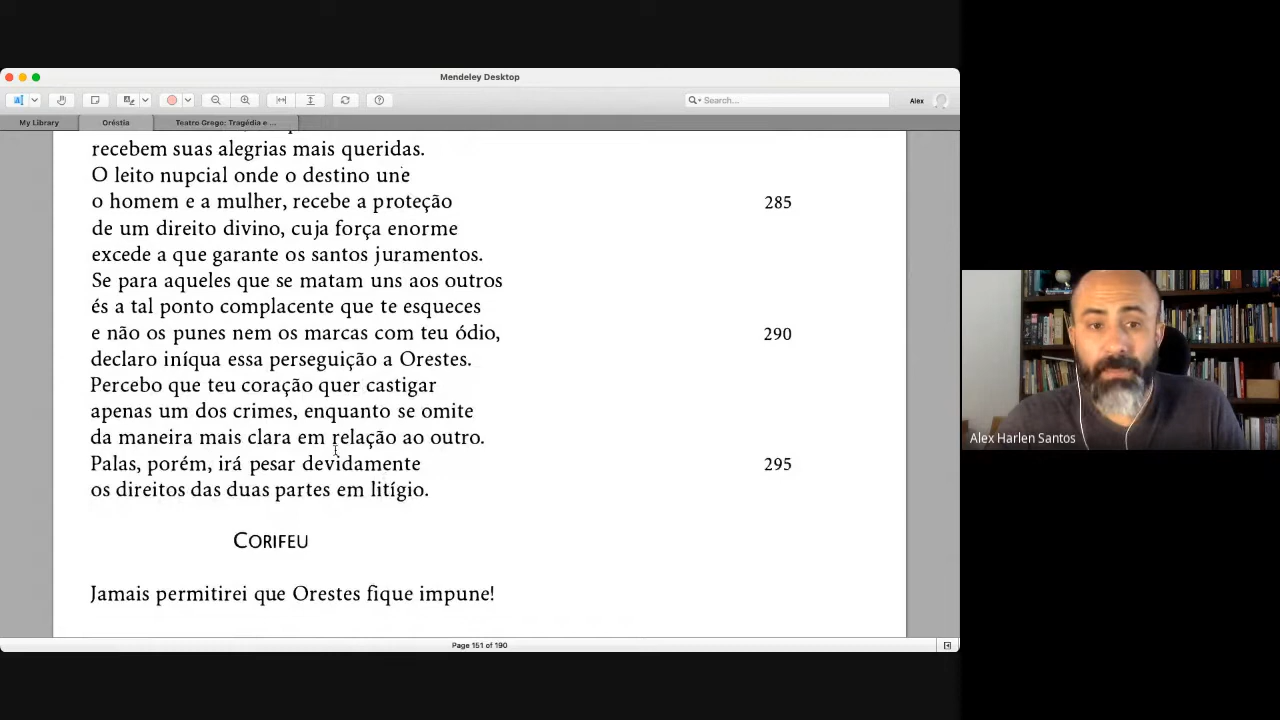 Mendeley Desktop
Search...
Alex
My Library
Oréstia
Teatro Grego: Tragédia e ...
recebem suas alegrias mais queridas.
O leito nupcial onde o destino une
o homem e a mulher, recebe a proteção
285
de um direito divino, cuja força enorme
excede a que garante os santos juramentos.
Se para aqueles que se matam uns aos outros
és a tal ponto complacente que te esqueces
e não os punes nem os marcas com teu ódio,
290
declaro iníqua essa perseguição a Orestes.
Percebo que teu coração quer castigar
apenas um dos crimes, enquanto se omite
da maneira mais clara em relação ao outro.
Palas, porém, irá pesar devidamente
295
os direitos das duas partes em litígio.
CORIFEU
Jamais permitirei que Orestes fique impune!
Page 151 of 190
Alex Harlen Santos